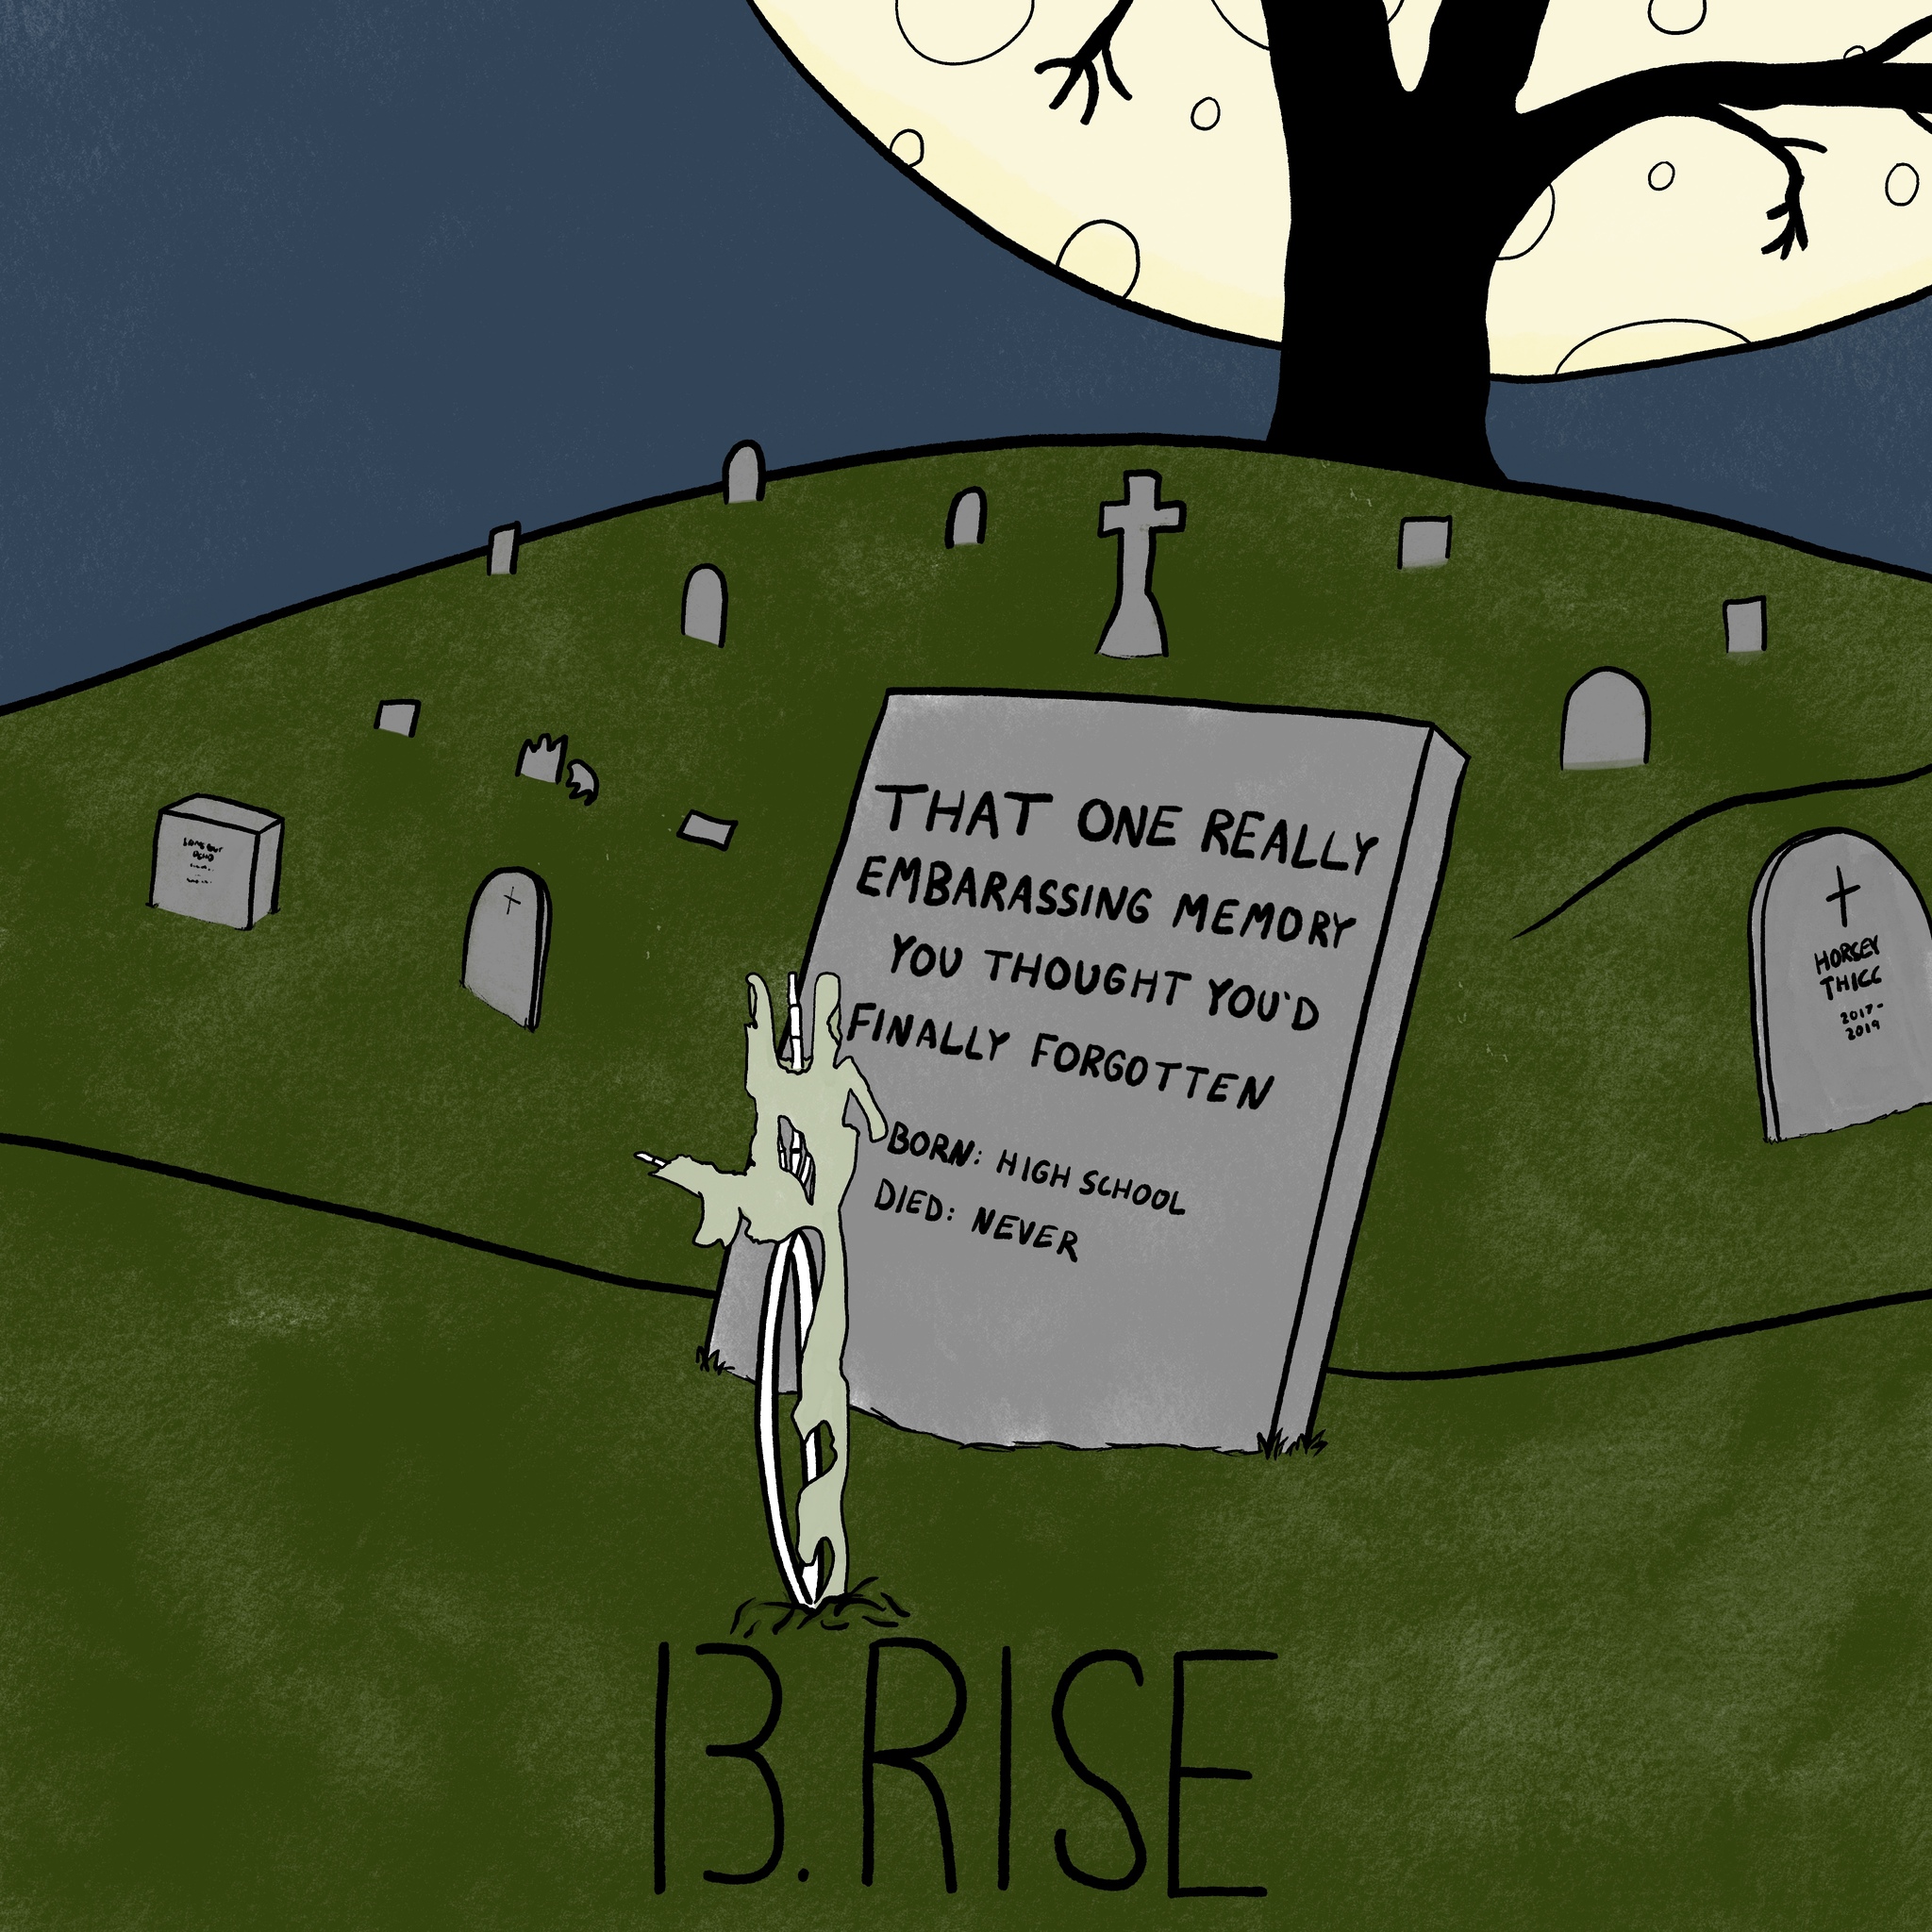 THAT ONE REALLY
EMBARASSING MEMORY
YOU THOUGHT YOU'D
FINALLY FORGOTTEN
BORN: HIGH SCHOOL
DIED: NEVER
HORSEY
THICC
2017-
2019
13. RISE